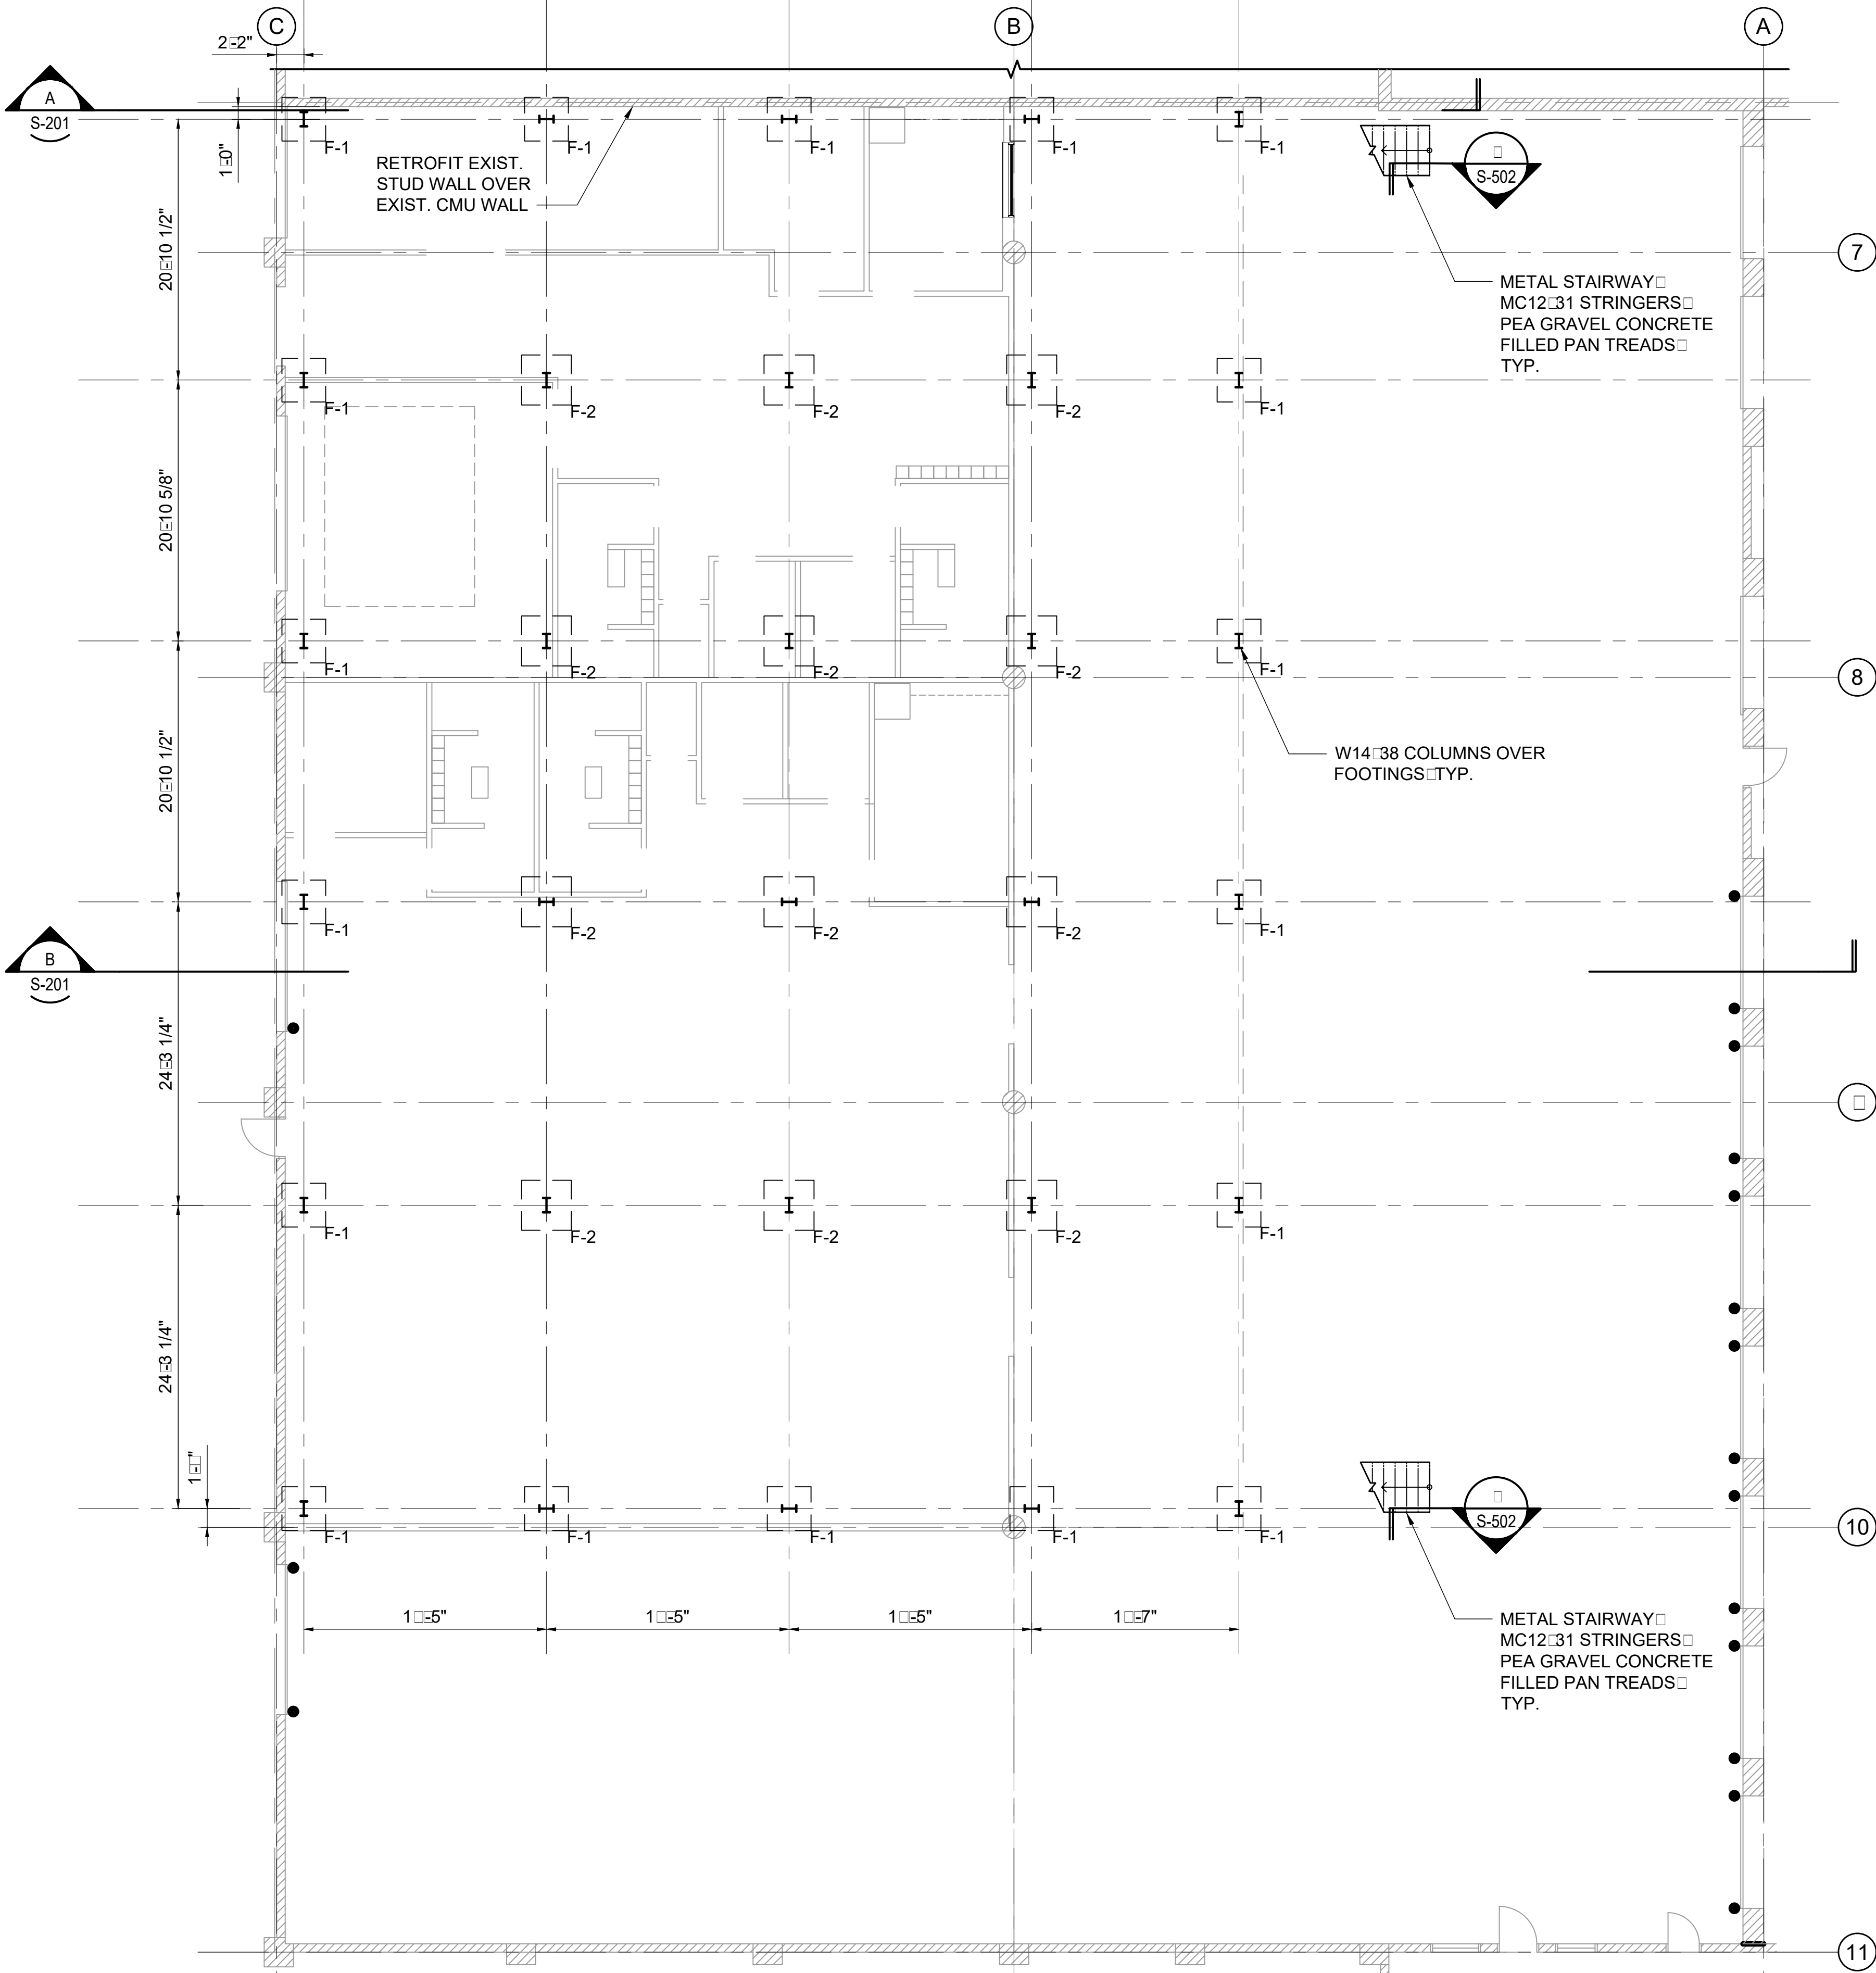 C
B
A
2□-2"
A
S-201
1□-0"
F-1
F-1
F-1
F-1
F-1
RETROFIT EXIST.
STUD WALL OVER
EXIST. CMU WALL
□
S-502
20□-10 1/2"
7
METAL STAIRWAY□
MC12□31 STRINGERS□
PEA GRAVEL CONCRETE
FILLED PAN TREADS□
TYP.
F-1
F-2
F-2
F-2
F-1
20□-10 5/8"
F-1
F-2
F-2
F-2
F-1
8
20□-10 1/2"
W14□38 COLUMNS OVER
FOOTINGS□TYP.
F-1
F-2
F-2
F-2
F-1
B
S-201
24□-3 1/4"
□
F-1
F-2
F-2
F-2
F-1
24□-3 1/4"
1□-□"
F-1
F-1
F-1
F-1
F-1
□
S-502
10
1□□-5"
1□□-5"
1□□-5"
1□□-7"
METAL STAIRWAY□
MC12□31 STRINGERS□
PEA GRAVEL CONCRETE
FILLED PAN TREADS□
TYP.
11